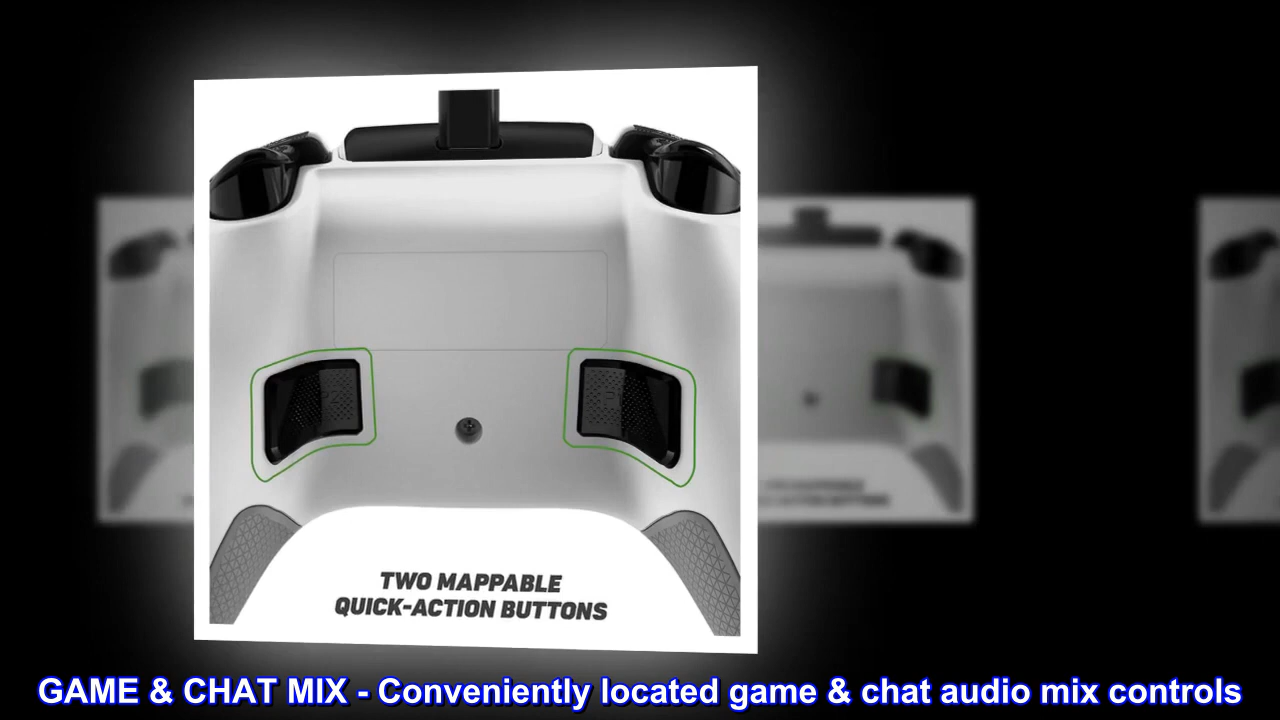 TWO MAPPABLE
QUICK-ACTION BUTTONS
GAME & CHAT MIX - Conveniently located game & chat audio mix controls